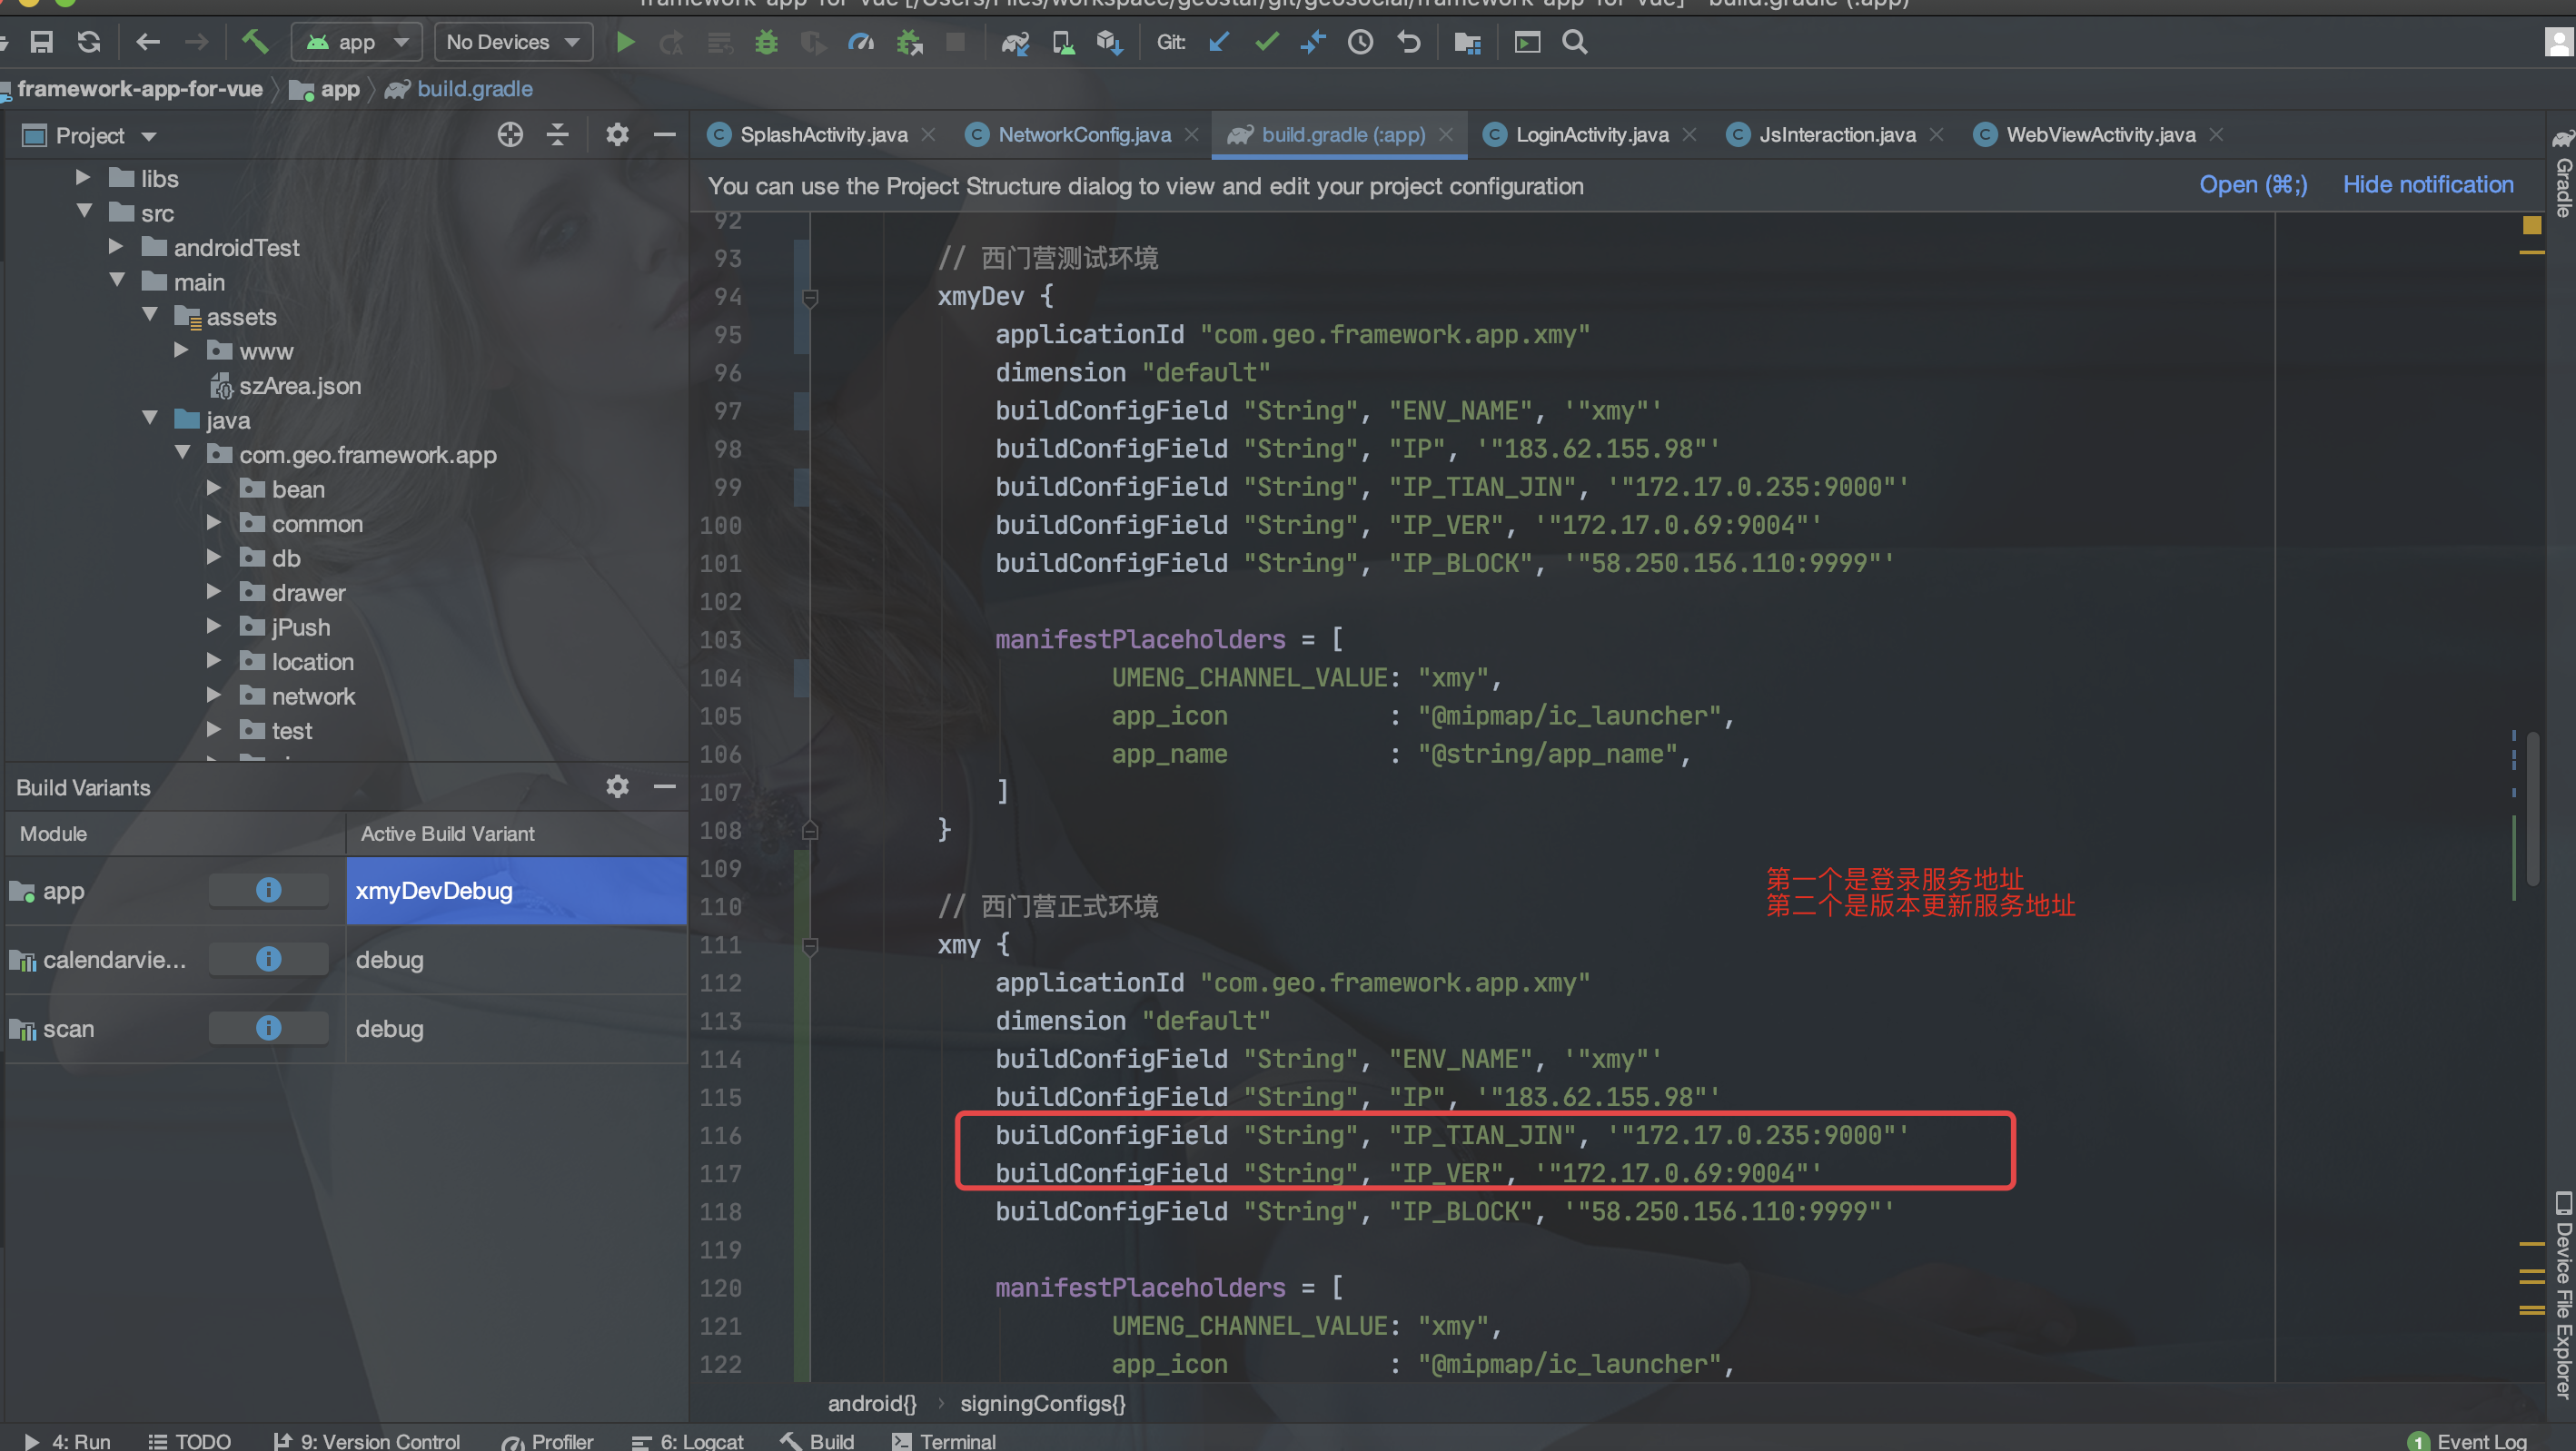 framework-app-for-vue [/Users/Files/workspace/geostar/git/geosocial/framework-app-for-vue] - build.gradle (:app)
app
No Devices
Git:
framework-app-for-vue
app
build.gradle
Project
SplashActivity.java
NetworkConfig.java
build.gradle (:app)
LoginActivity.java
JsInteraction.java
WebViewActivity.java
You can use the Project Structure dialog to view and edit your project configuration
Open (⌘;)
Hide notification
Gradle
libs
src
androidTest
main
assets
www
szArea.json
java
com.geo.framework.app
bean
common
db
drawer
jPush
location
network
test
Build Variants
Module
Active Build Variant
app
xmyDevDebug
calendarvie...
debug
scan
debug
92
93 // 西门营测试环境
94 xmyDev {
95 applicationId "com.geo.framework.app.xmy"
96 dimension "default"
97 buildConfigField "String", "ENV_NAME", '"xmy"'
98 buildConfigField "String", "IP", '"183.62.155.98"'
99 buildConfigField "String", "IP_TIAN_JIN", '"172.17.0.235:9000"'
100 buildConfigField "String", "IP_VER", '"172.17.0.69:9004"'
101 buildConfigField "String", "IP_BLOCK", '"58.250.156.110:9999"'
102
103 manifestPlaceholders = [
104 UMENG_CHANNEL_VALUE: "xmy",
105 app_icon : "@mipmap/ic_launcher",
106 app_name : "@string/app_name",
107 ]
108 }
109
第一个是登录服务地址
第二个是版本更新服务地址
110 // 西门营正式环境
111 xmy {
112 applicationId "com.geo.framework.app.xmy"
113 dimension "default"
114 buildConfigField "String", "ENV_NAME", '"xmy"'
115 buildConfigField "String", "IP", '"183.62.155.98"'
116 buildConfigField "String", "IP_TIAN_JIN", '"172.17.0.235:9000"'
117 buildConfigField "String", "IP_VER", '"172.17.0.69:9004"'
118 buildConfigField "String", "IP_BLOCK", '"58.250.156.110:9999"'
119
120 manifestPlaceholders = [
121 UMENG_CHANNEL_VALUE: "xmy",
122 app_icon : "@mipmap/ic_launcher",
android{} › signingConfigs{}
Device File Explorer
4: Run
TODO
9: Version Control
Profiler
6: Logcat
Build
Terminal
1 Event Log